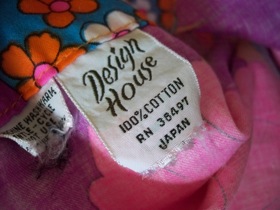 Design
House
100% COTTON
RN 38497
JAPAN